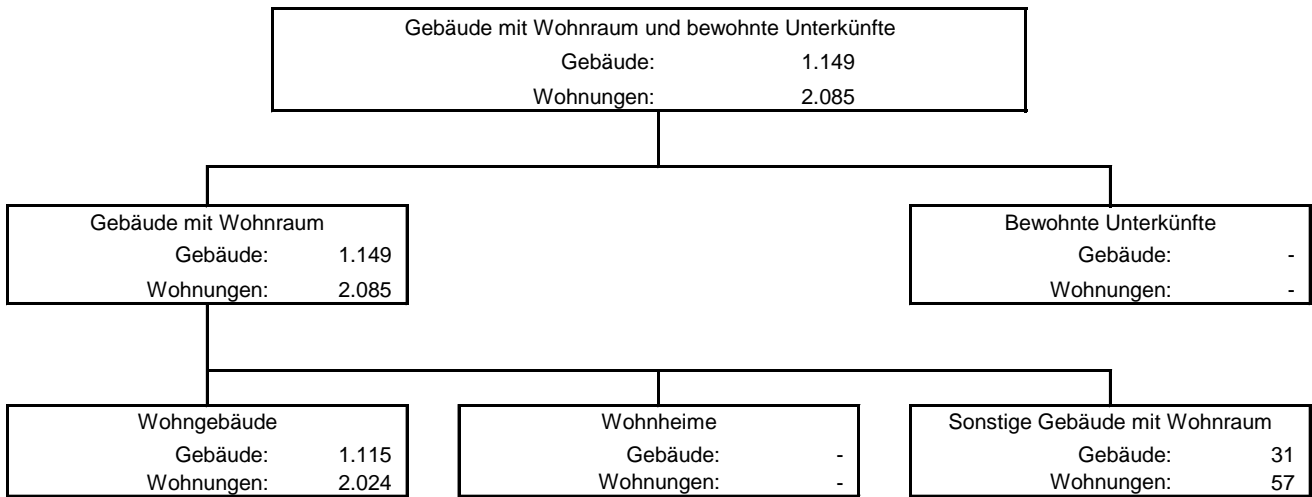 Gebäude mit Wohnraum und bewohnte Unterkünfte
Gebäude: 1.149
Wohnungen: 2.085
Gebäude mit Wohnraum
Gebäude: 1.149
Wohnungen: 2.085
Bewohnte Unterkünfte
Gebäude: -
Wohnungen: -
Wohngebäude
Gebäude: 1.115
Wohnungen: 2.024
Wohnheime
Gebäude: -
Wohnungen: -
Sonstige Gebäude mit Wohnraum
Gebäude: 31
Wohnungen: 57